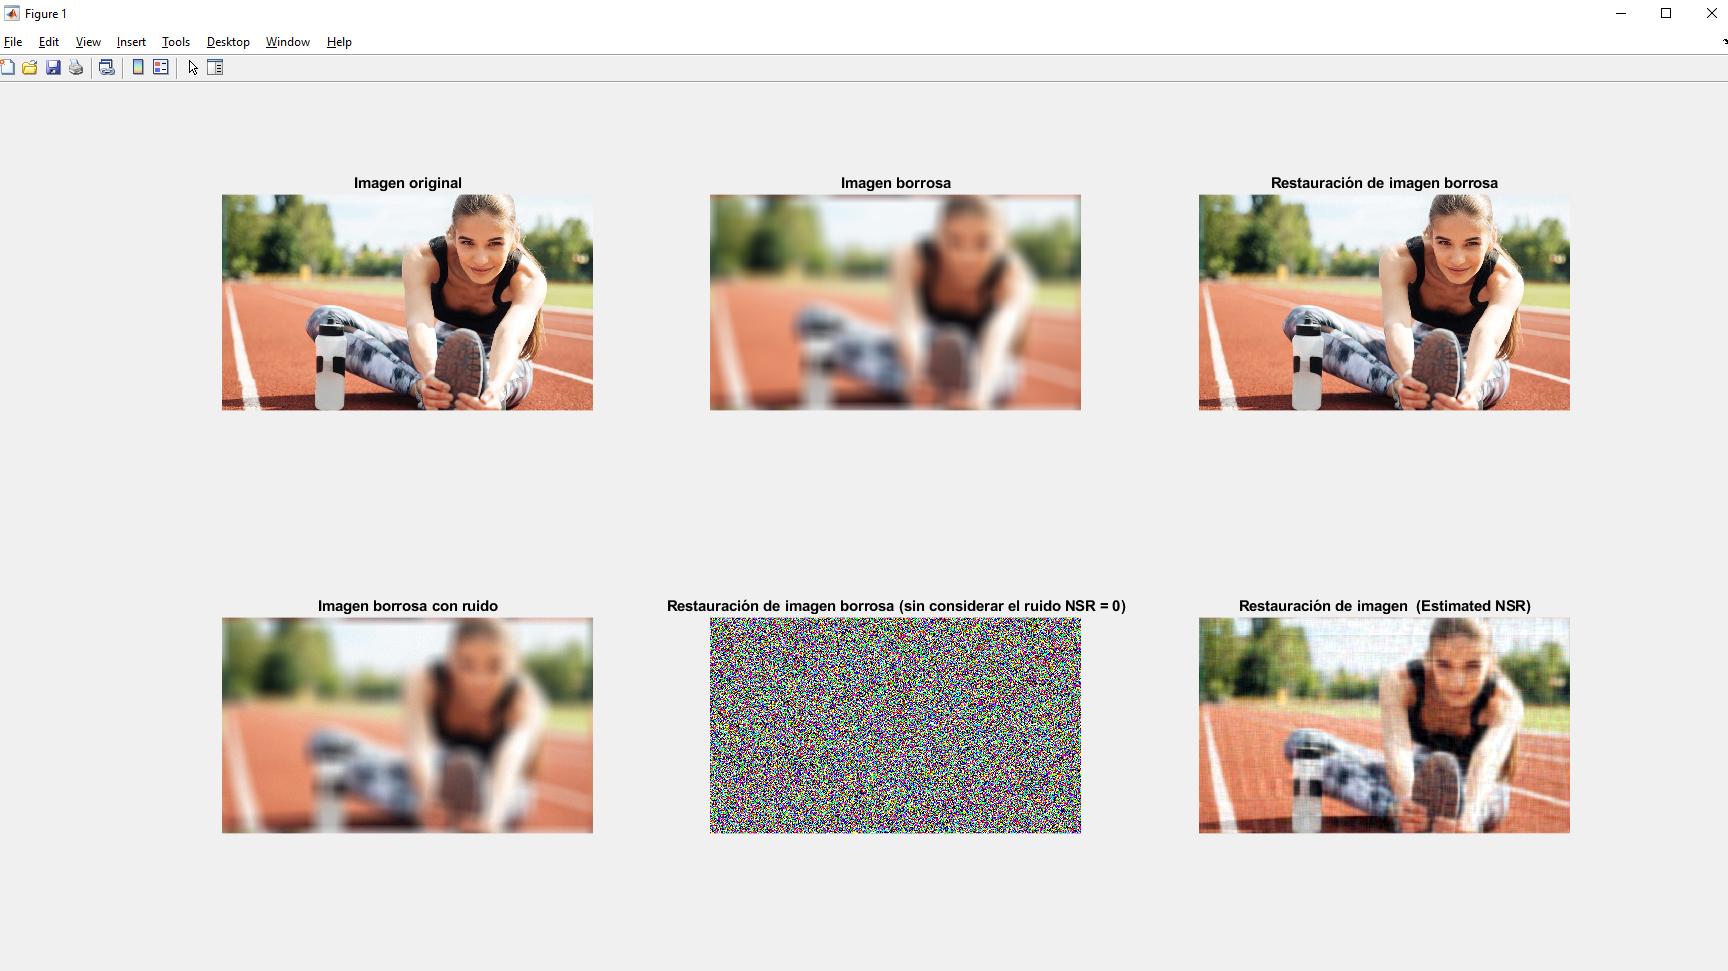 Figure 1
File Edit View Insert Tools Desktop Window Help
Imagen original
Imagen borrosa
Restauración de imagen borrosa
Imagen borrosa con ruido
Restauración de imagen borrosa (sin considerar el ruido NSR = 0)
Restauración de imagen  (Estimated NSR)